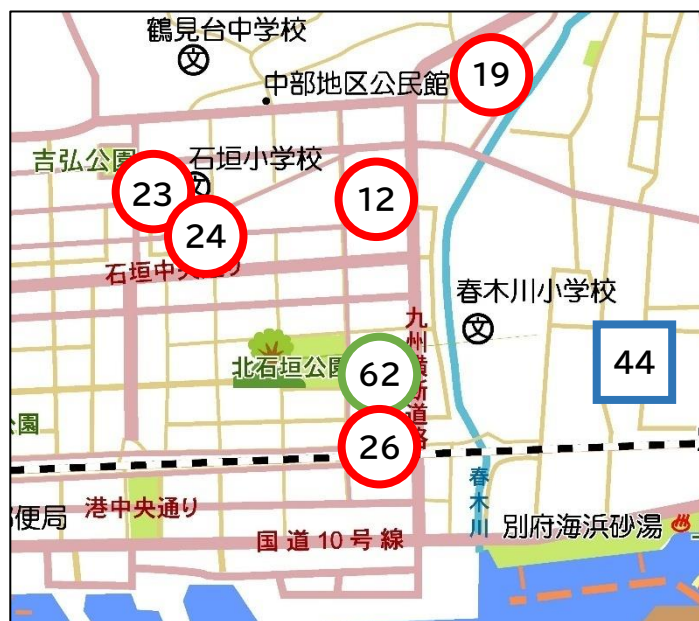 鶴見台中学校
文
19
中部地区公民館
吉弘公園
石垣小学校
文
23
12
24
石垣中央通り
春木川小学校
文
九州横断道路
北石垣公園
62
44
園
26
春木川
便局
港中央通り
国道10号線
別府海浜砂湯